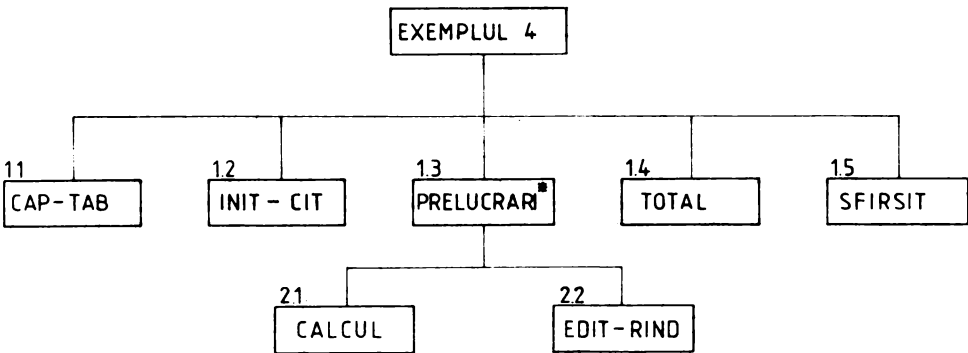 EXEMPLUL 4
1.1 1.2 1.3 1.4 1.5
CAP-TAB INIT-CIT PRELUCRARI* TOTAL SFIRSIT
2.1 2.2
CALCUL EDIT-RIND